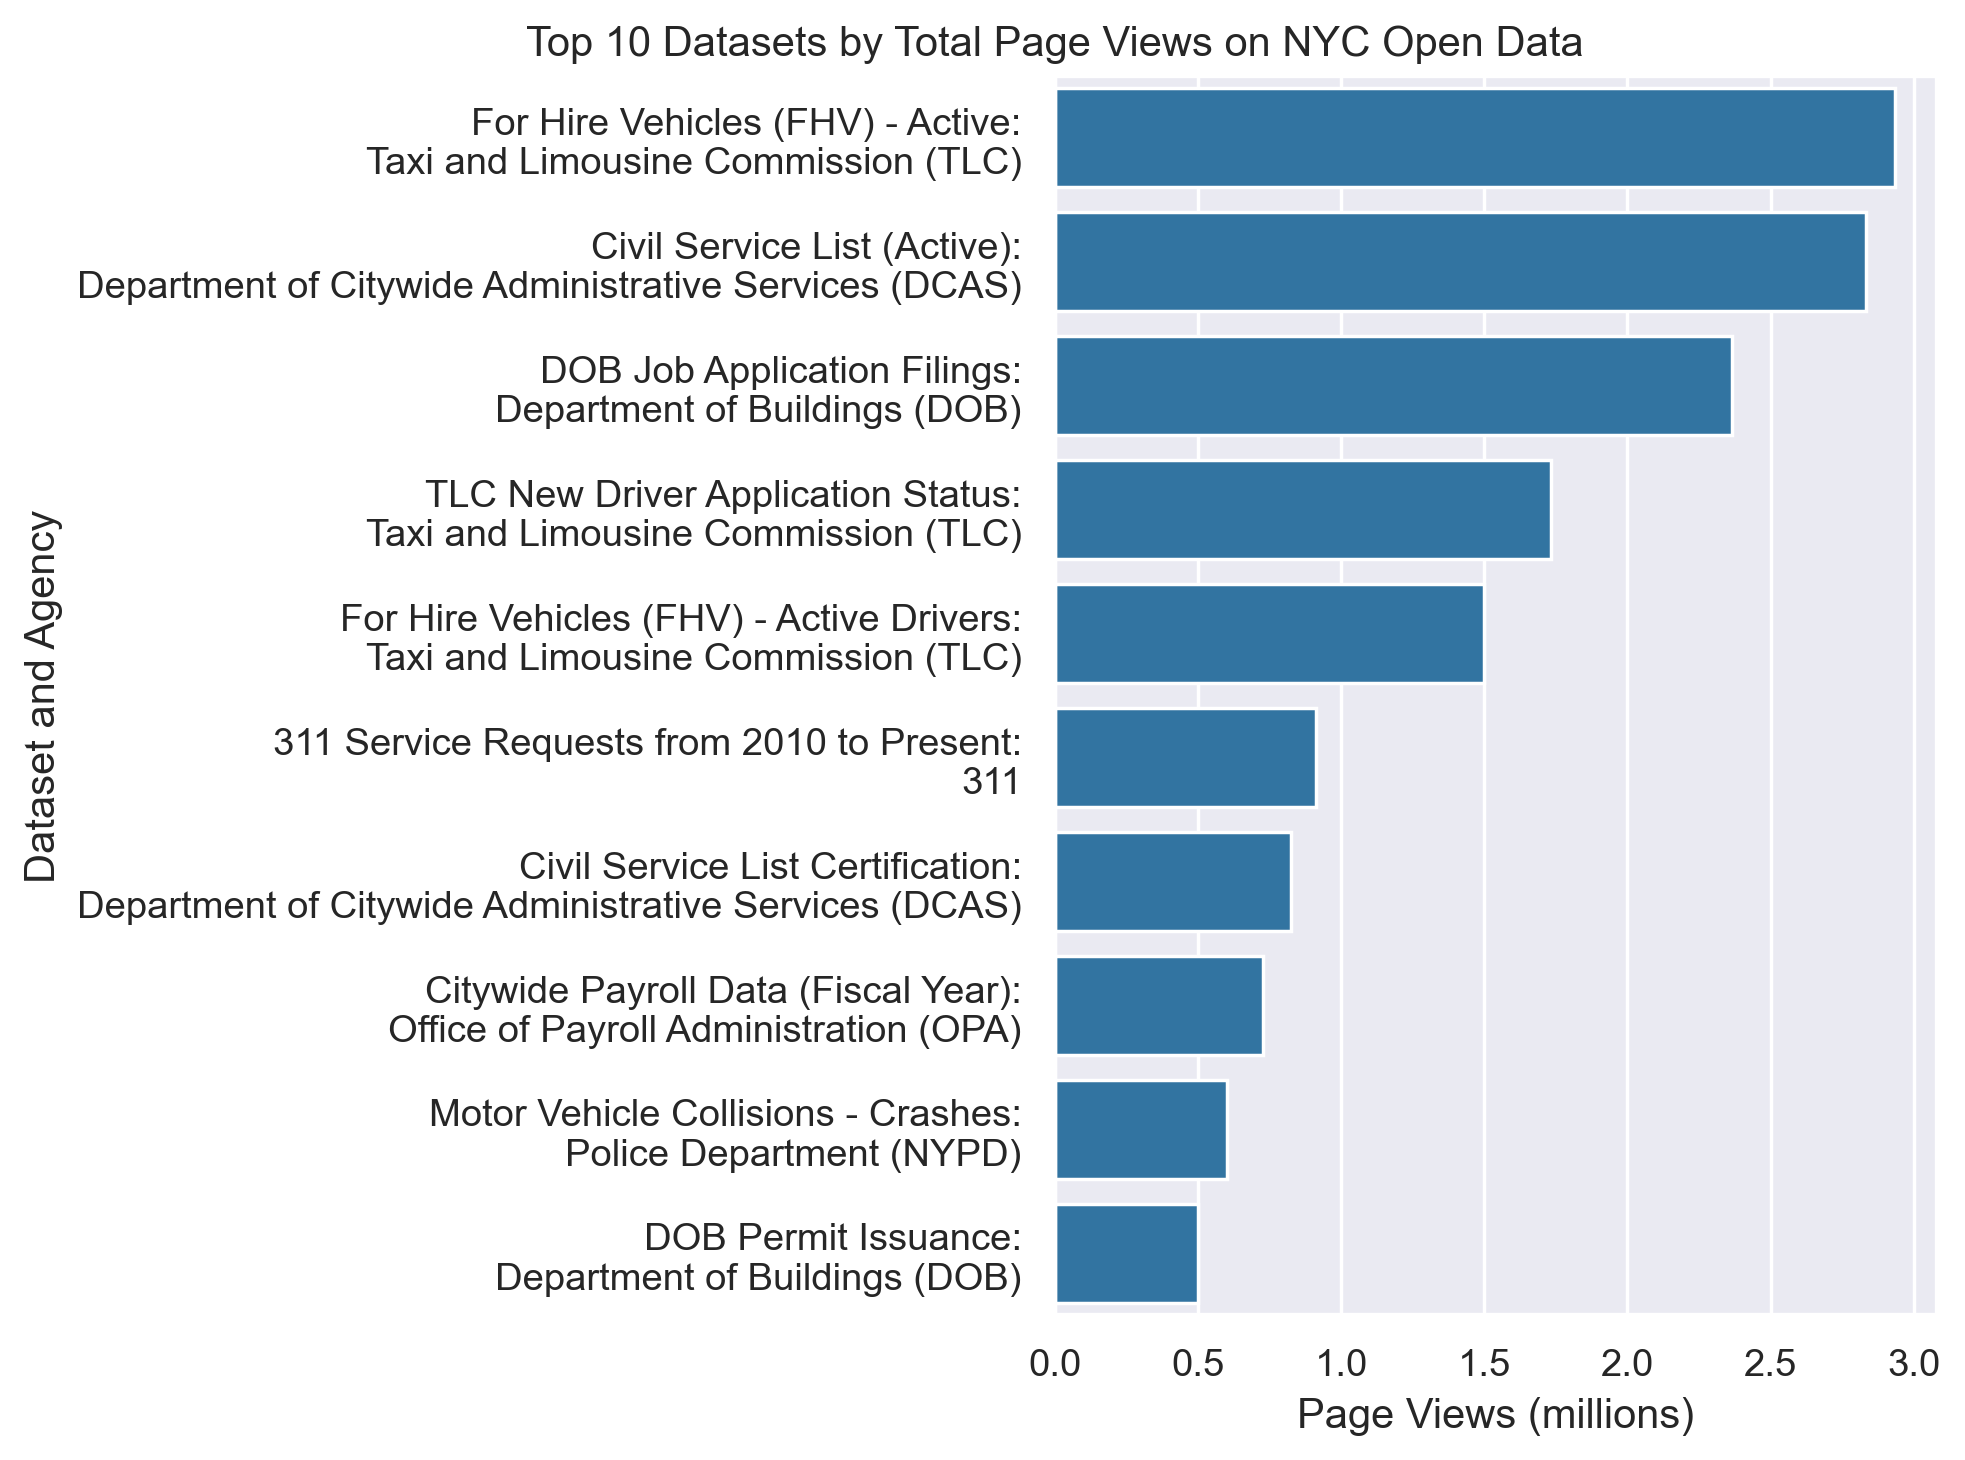 Top 10 Datasets by Total Page Views on NYC Open Data
Dataset and Agency
For Hire Vehicles (FHV) - Active:
Taxi and Limousine Commission (TLC)
Civil Service List (Active):
Department of Citywide Administrative Services (DCAS)
DOB Job Application Filings:
Department of Buildings (DOB)
TLC New Driver Application Status:
Taxi and Limousine Commission (TLC)
For Hire Vehicles (FHV) - Active Drivers:
Taxi and Limousine Commission (TLC)
311 Service Requests from 2010 to Present:
311
Civil Service List Certification:
Department of Citywide Administrative Services (DCAS)
Citywide Payroll Data (Fiscal Year):
Office of Payroll Administration (OPA)
Motor Vehicle Collisions - Crashes:
Police Department (NYPD)
DOB Permit Issuance:
Department of Buildings (DOB)
0.0 0.5 1.0 1.5 2.0 2.5 3.0
Page Views (millions)